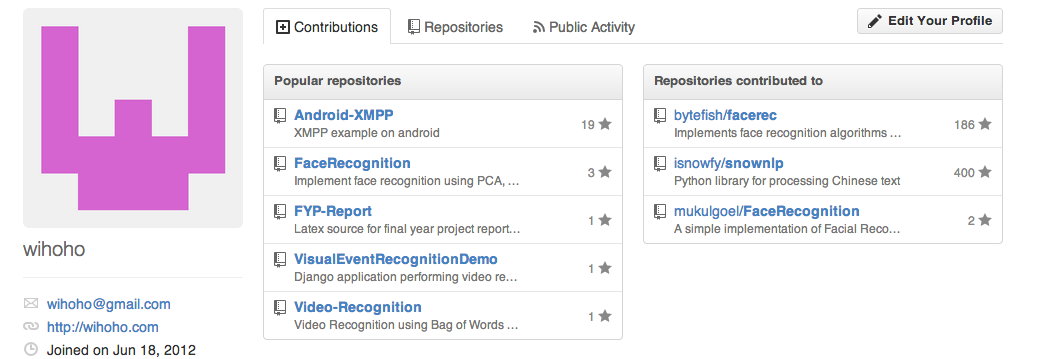 Contributions
Repositories
Public Activity
Edit Your Profile
wihoho
wihoho@gmail.com
http://wihoho.com
Joined on Jun 18, 2012
Popular repositories
Android-XMPP
XMPP example on android
19
FaceRecognition
Implement face recognition using PCA, ...
3
FYP-Report
Latex source for final year project report...
1
VisualEventRecognitionDemo
Django application performing video re...
1
Video-Recognition
Video Recognition using Bag of Words ...
1
Repositories contributed to
bytefish/facerec
Implements face recognition algorithms ...
186
isnowfy/snownlp
Python library for processing Chinese text
400
mukulgoel/FaceRecognition
A simple implementation of Facial Reco...
2